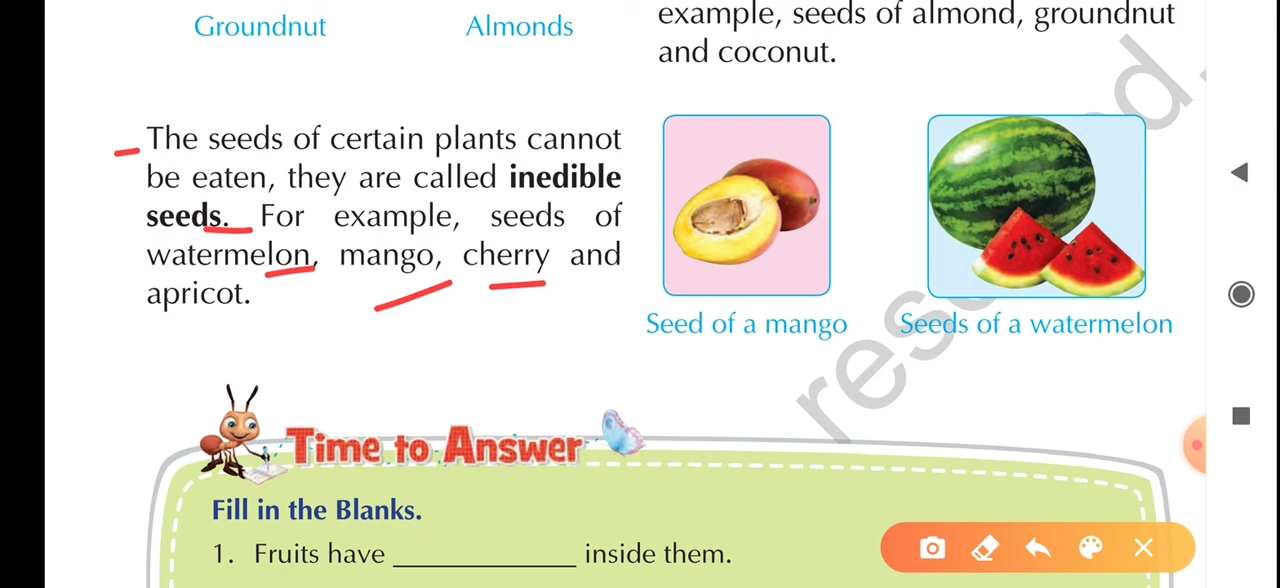 Groundnut
Almonds
example, seeds of almond, groundnut
and coconut.
The seeds of certain plants cannot
be eaten, they are called inedible
seeds. For example, seeds of
watermelon, mango, cherry and
apricot.
Seed of a mango
Seeds of a watermelon
Time to Answer
Fill in the Blanks.
1. Fruits have ____________ inside them.